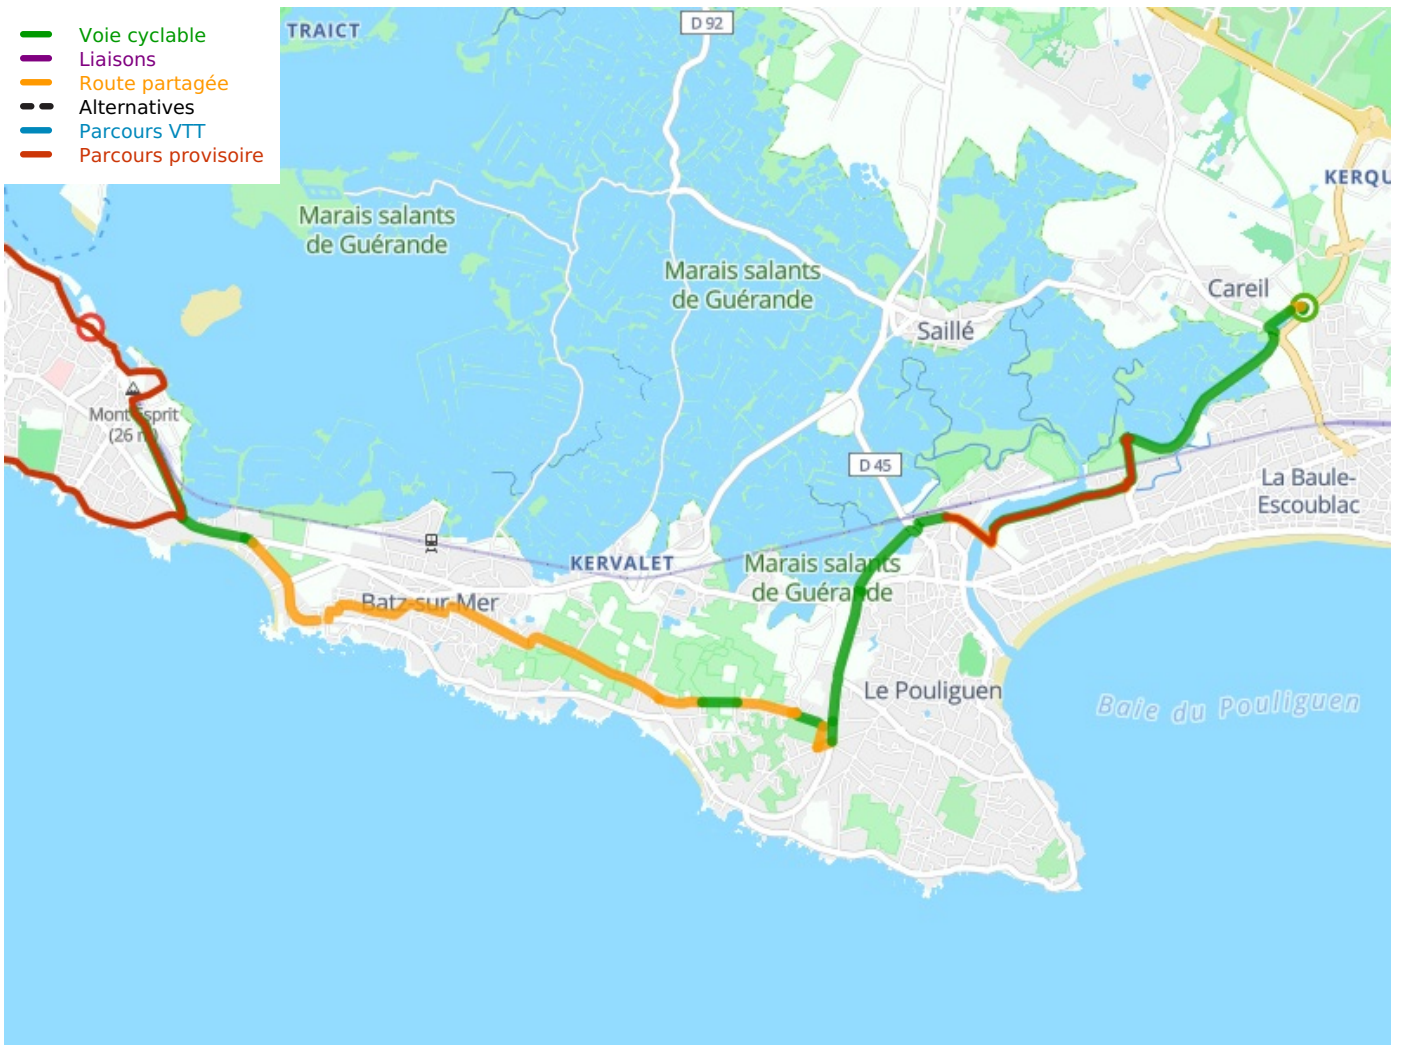 Voie cyclable
Liaisons
Route partagée
Alternatives
Parcours VTT
Parcours provisoire
TRAICT
D 92
KERQU
Marais salants
de Guérande
Marais salants
de Guérande
Careil
Saillé
Mont Esprit
(26 m)
D 45
La Baule-
Escoublac
KERVALET
Marais salants
de Guérande
Batz-sur-Mer
Le Pouliguen
Baie du Pouliguen